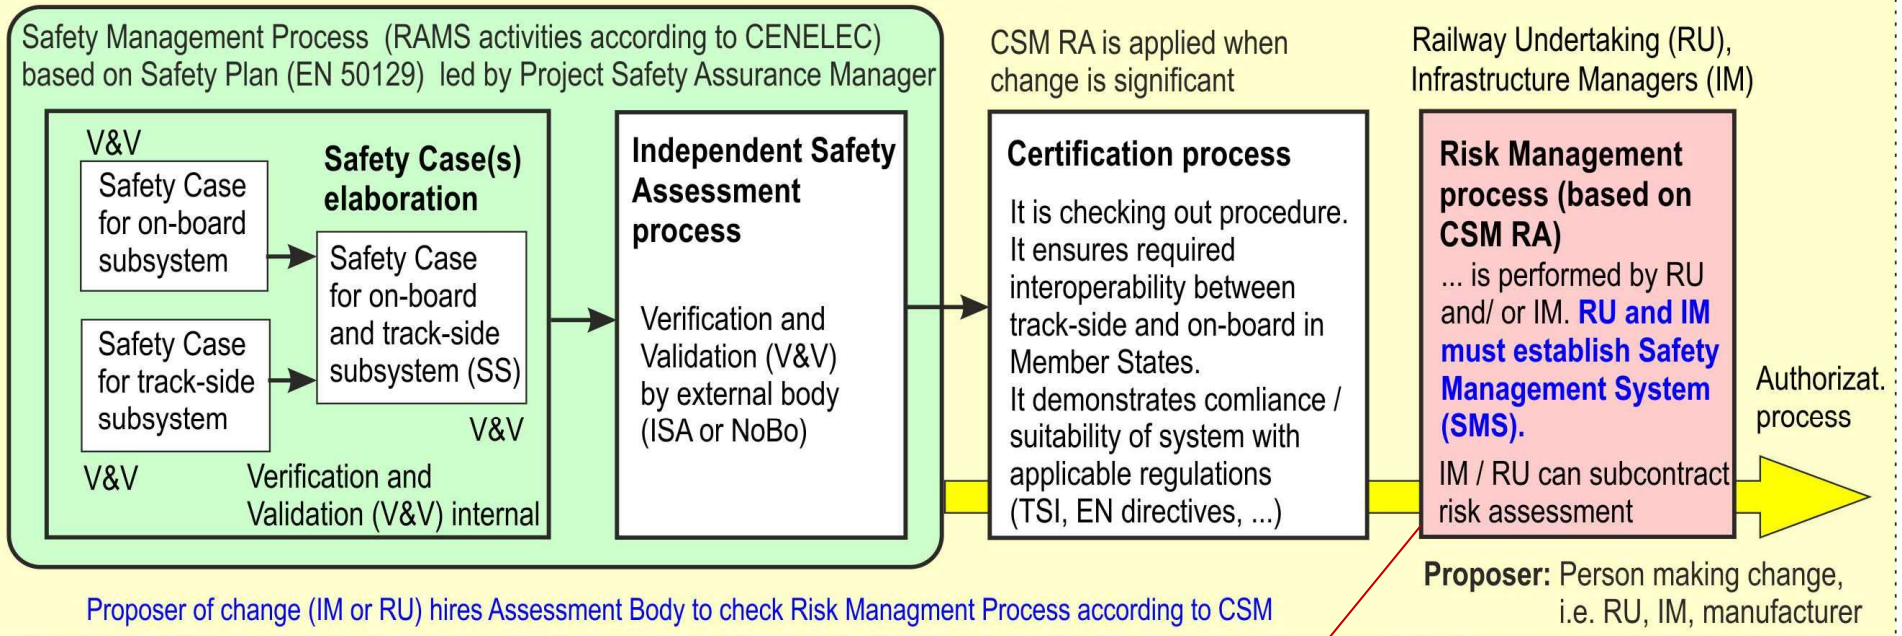 Safety Management Process (RAMS activities according to CENELEC)
based on Safety Plan (EN 50129) led by Project Safety Assurance Manager
V&V
Safety Case
for on-board
subsystem
Safety Case
for track-side
subsystem
V&V
Safety Case(s)
elaboration
Safety Case
for on-board
and track-side
subsystem (SS)
V&V
Verification and
Validation (V&V) internal
Independent Safety
Assessment
process
Verification and
Validation (V&V)
by external body
(ISA or NoBo)
CSM RA is applied when
change is significant
Certification process
It is checking out procedure.
It ensures required
interoperability between
track-side and on-board in
Member States.
It demonstrates comliance /
suitability of system with
applicable regulations
(TSI, EN directives, ...)
Railway Undertaking (RU),
Infrastructure Managers (IM)
Risk Management
process (based on
CSM RA)
... is performed by RU
and/ or IM. RU and IM
must establish Safety
Management System
(SMS).
IM / RU can subcontract
risk assessment
Authorizat.
process
Proposer: Person making change,
i.e. RU, IM, manufacturer
Proposer of change (IM or RU) hires Assessment Body to check Risk Managment Process according to CSM